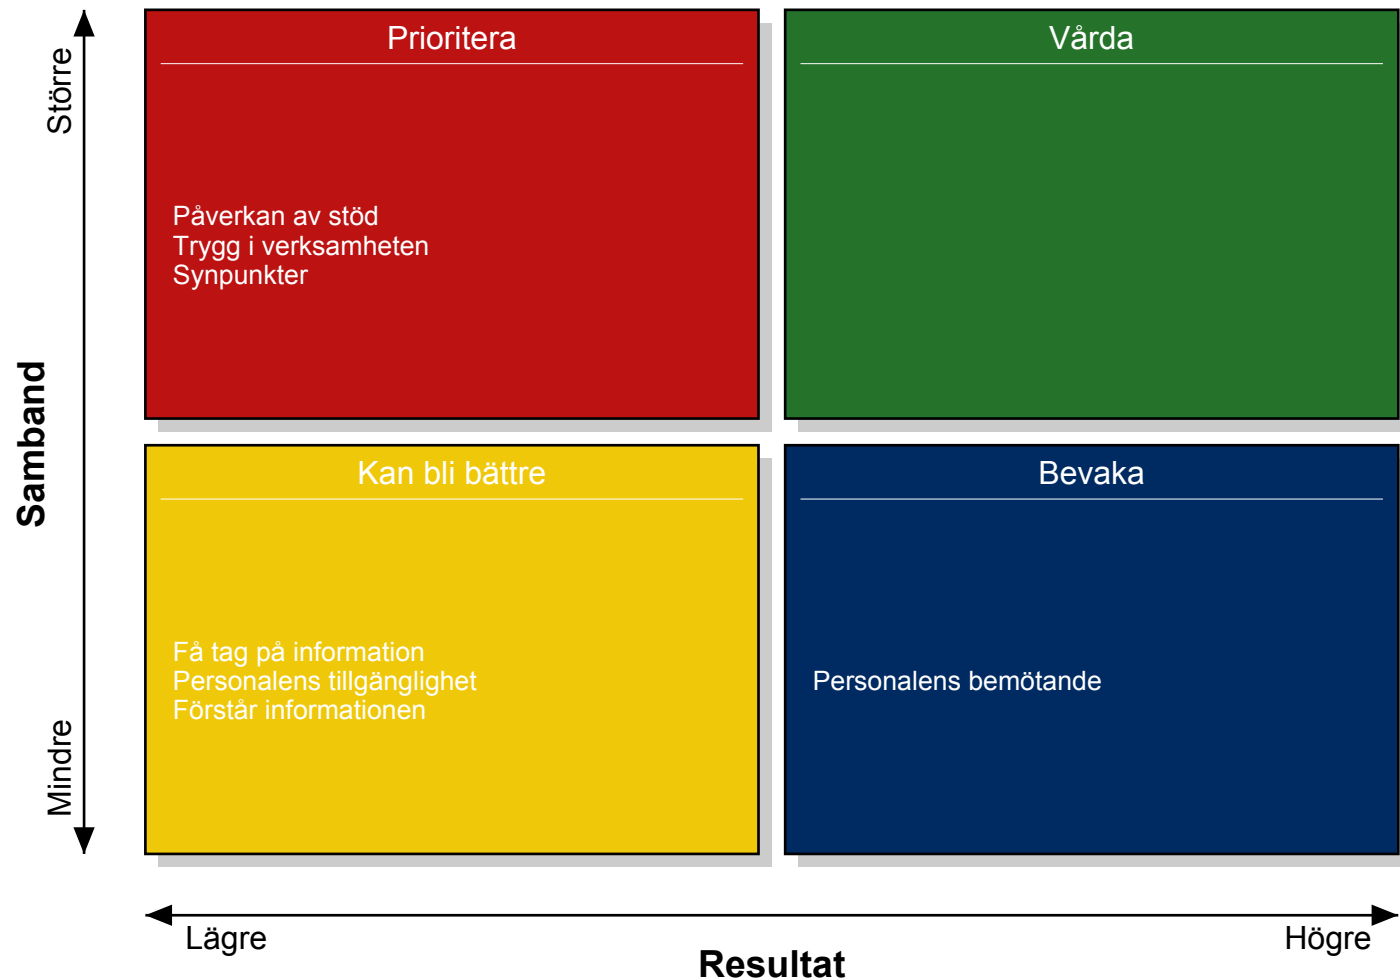 Större
Samband
Mindre
Prioritera
Påverkan av stöd
Trygg i verksamheten
Synpunkter
Vårda
Kan bli bättre
Få tag på information
Personalens tillgänglighet
Förstår informationen
Bevaka
Personalens bemötande
Lägre
Resultat
Högre